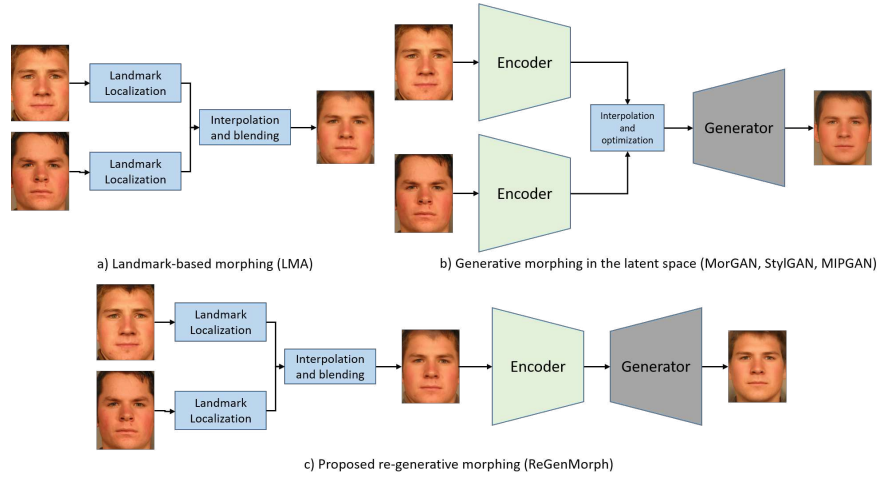 Landmark
Localization
Landmark
Localization
Interpolation
and blending
a) Landmark-based morphing (LMA)
Encoder
Encoder
Interpolation
and
optimization
Generator
b) Generative morphing in the latent space (MorGAN, StylGAN, MIPGAN)
Landmark
Localization
Landmark
Localization
Interpolation
and blending
Encoder
Generator
c) Proposed re-generative morphing (ReGenMorph)